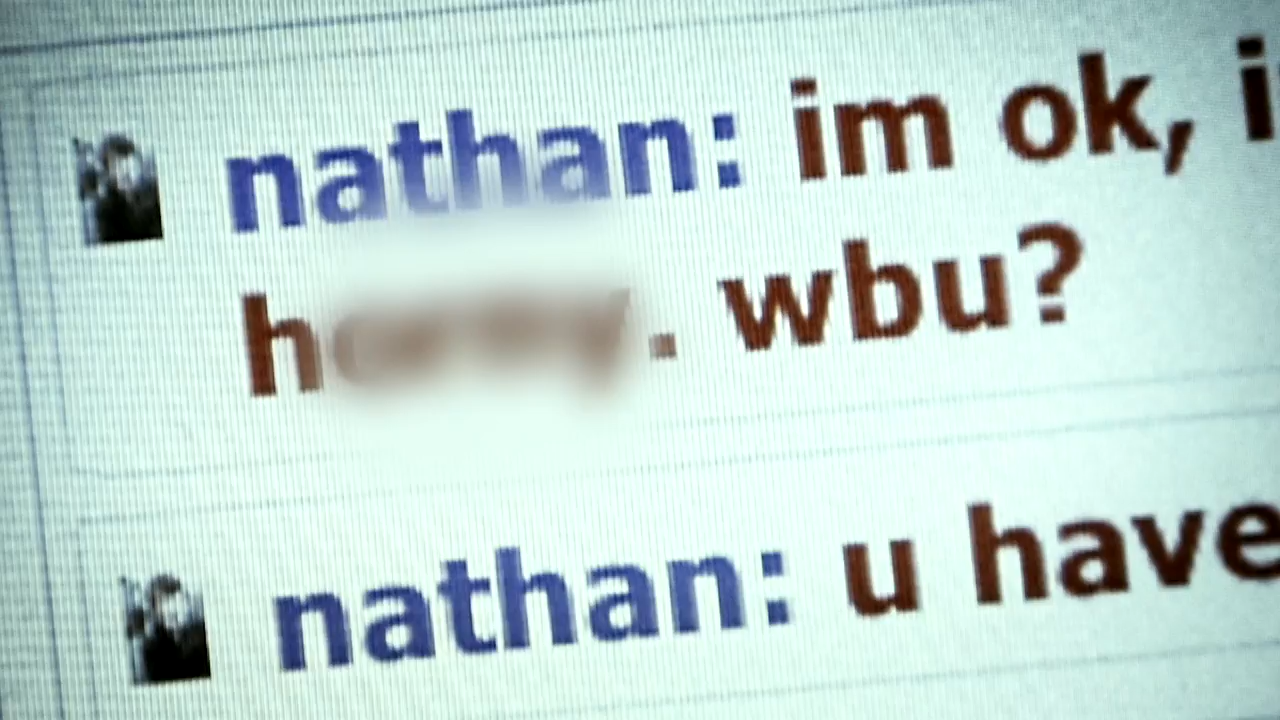 nathan: im ok, i
. wbu?
nathan: u have